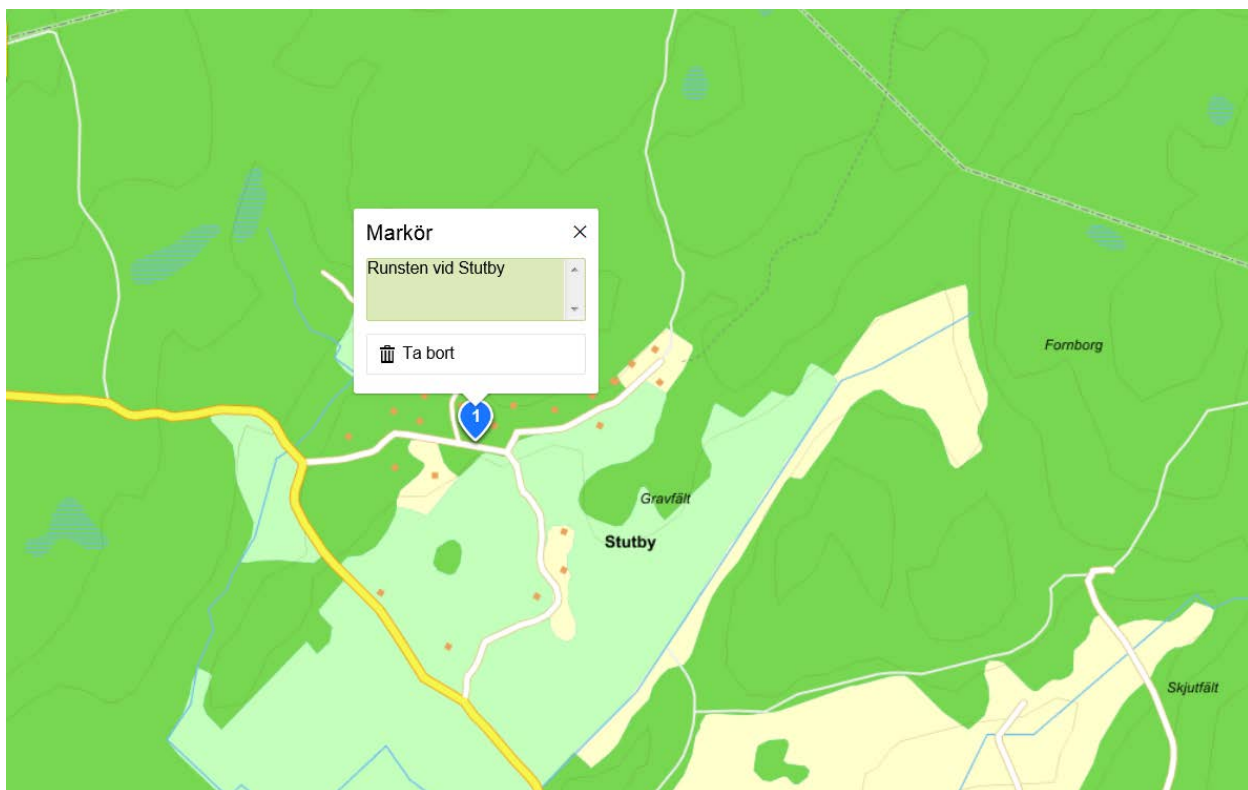 Markör
Runsten vid Stutby
Ta bort
Fornborg
1
Gravfält
Stutby
Skjutfält